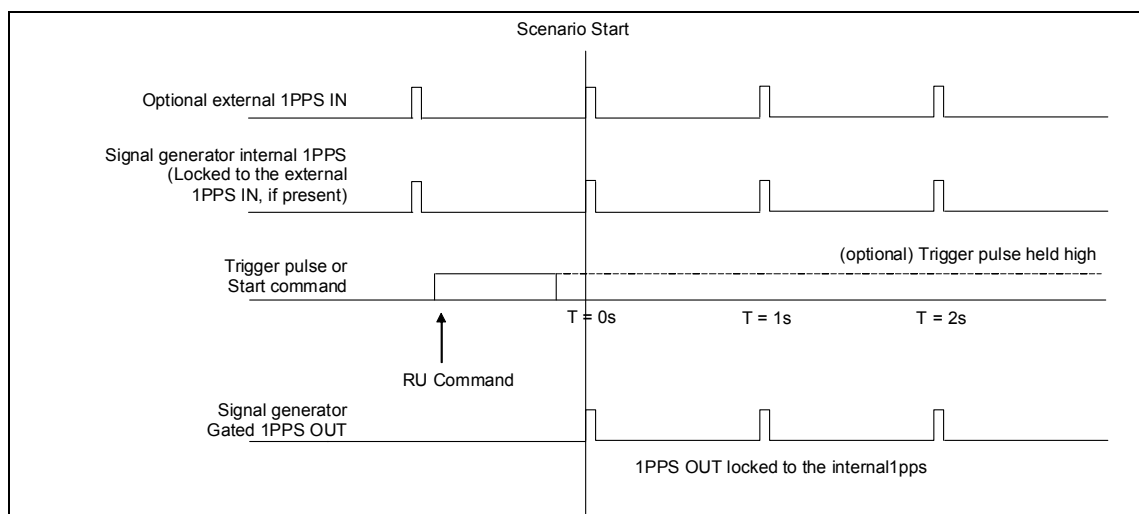 Scenario Start
Optional external 1PPS IN
Signal generator internal 1PPS
(Locked to the external
1PPS IN, if present)
(optional) Trigger pulse held high
Trigger pulse or
Start command
T = 0s
T = 1s
T = 2s
RU Command
Signal generator
Gated 1PPS OUT
1PPS OUT locked to the internal1pps